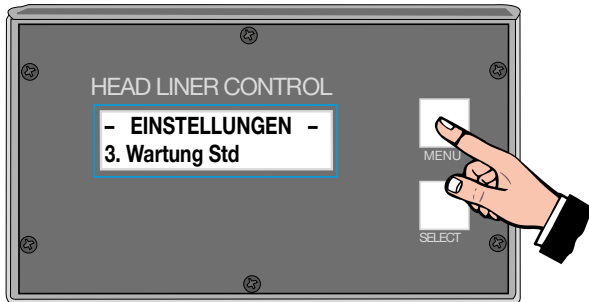 HEAD LINER CONTROL
– EINSTELLUNGEN –
3. Wartung Std
MENU
SELECT